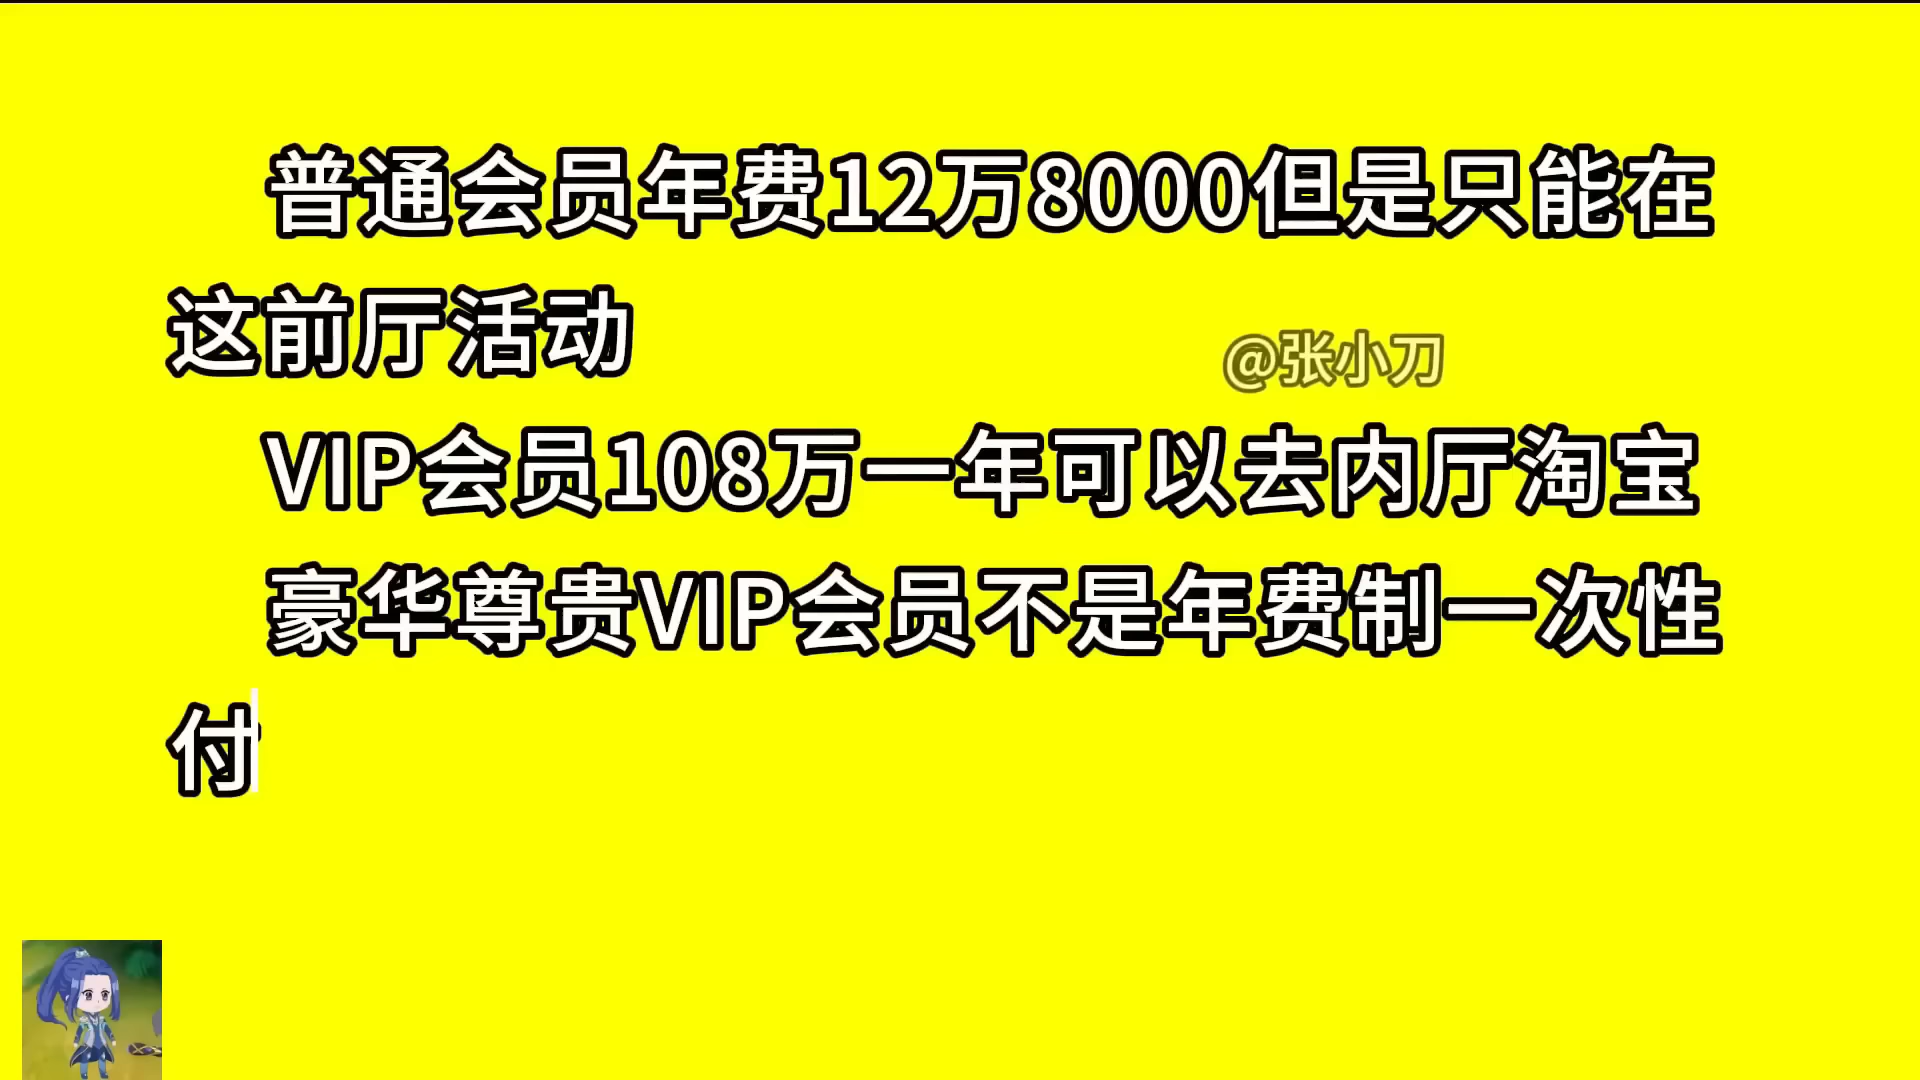 普通会员年费12万8000但是只能在
这前厅活动
@张小刀
VIP会员108万一年可以去内厅淘宝
豪华尊贵VIP会员不是年费制一次性
付